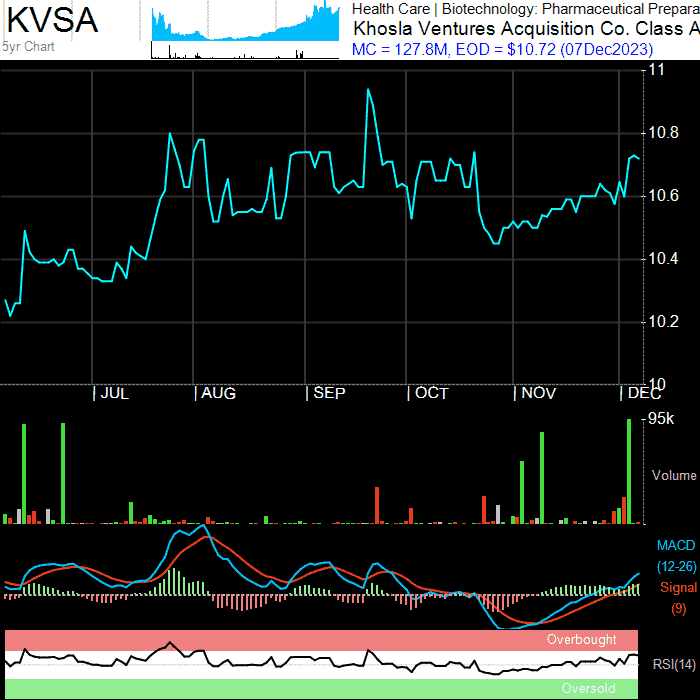 KVSA
5yr Chart
Health Care | Biotechnology: Pharmaceutical Prepara
Khosla Ventures Acquisition Co. Class A
MC = 127.8M, EOD = $10.72 (07Dec2023)
11
10.8
10.6
10.4
10.2
10
| JUL | AUG | SEP | OCT | NOV | DEC
95k
Volume
MACD
(12-26)
Signal
(9)
Overbought
RSI(14)
Oversold